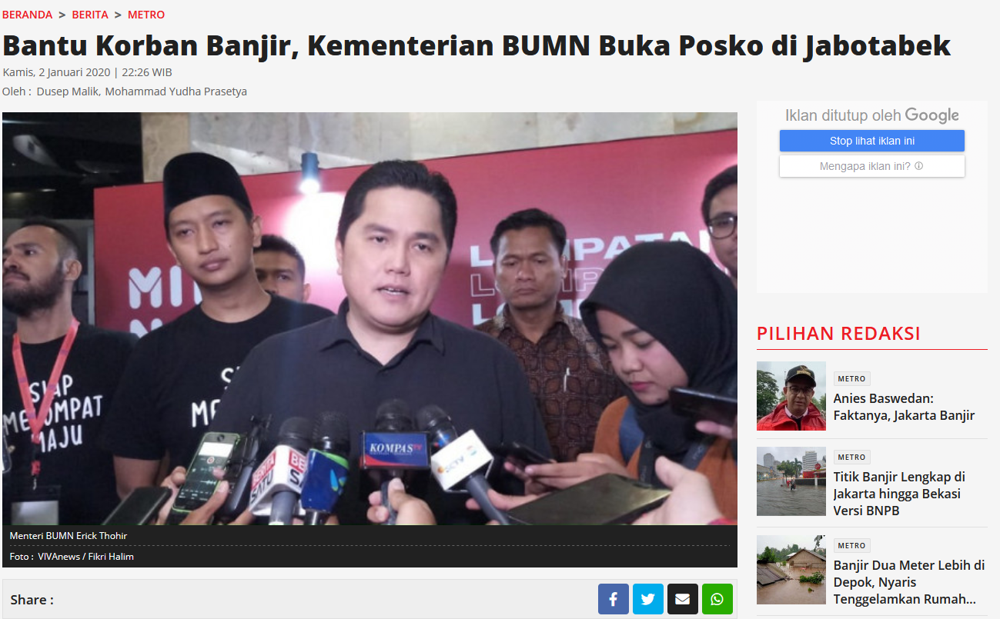 BERANDA > BERITA > METRO
Bantu Korban Banjir, Kementerian BUMN Buka Posko di Jabotabek
Kamis, 2 Januari 2020 | 22:26 WIB
Oleh : Dusep Malik, Mohammad Yudha Prasetya
LOMPATAN
SIAP
MELOMPAT
MAJU
KOMPAS TV
SCTV
BERITA
SATU
Menteri BUMN Erick Thohir
Foto : VIVAnews / Fikri Halim
Share :
Iklan ditutup oleh Google
Stop lihat iklan ini
Mengapa iklan ini?
PILIHAN REDAKSI
METRO
Anies Baswedan:
Faktanya, Jakarta Banjir
METRO
Titik Banjir Lengkap di
Jakarta hingga Bekasi
Versi BNPB
METRO
Banjir Dua Meter Lebih di
Depok, Nyaris
Tenggelamkan Rumah...